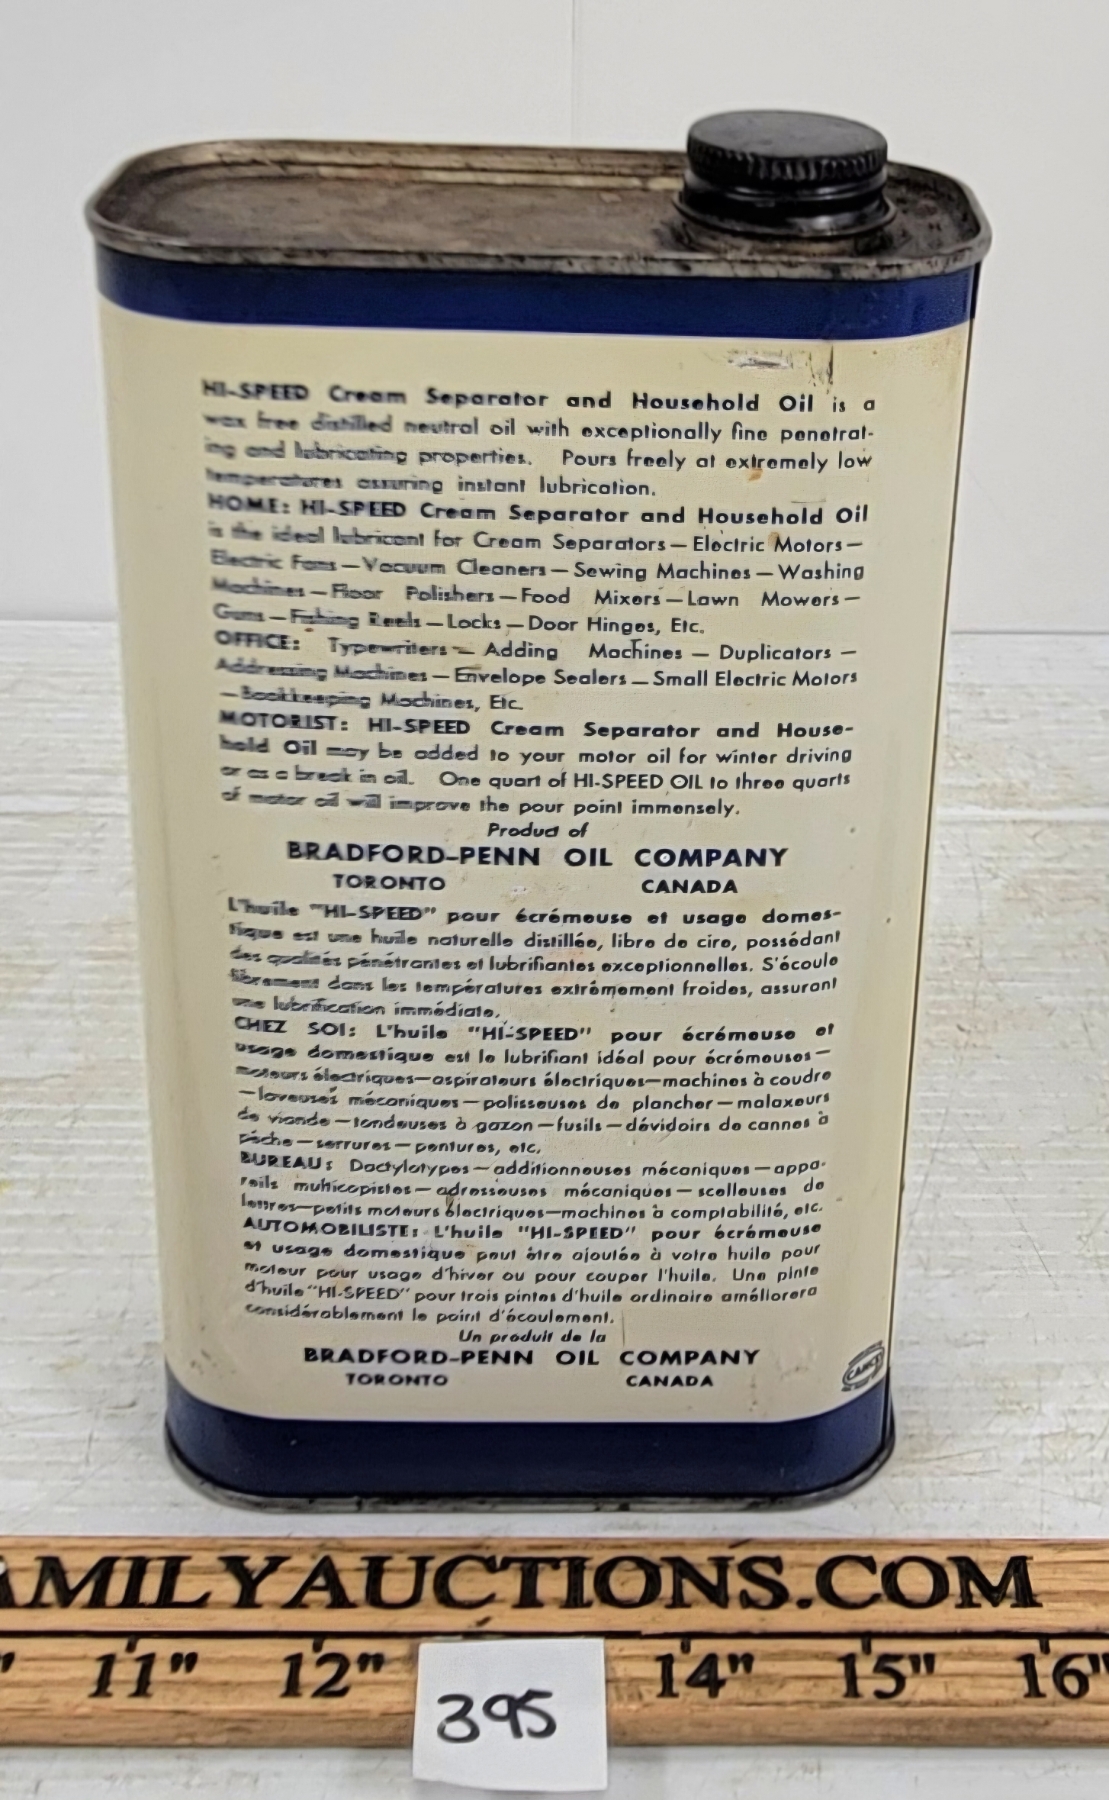 HI-SPEED Cream Separator and Household Oil is a
wax free distilled neutral oil with exceptionally fine penetrat-
ing and lubricating properties. Pours freely at extremely low
temperatures assuring instant lubrication.
HOME: HI-SPEED Cream Separator and Household Oil
is the ideal lubricant for Cream Separators—Electric Motors—
Electric Fans—Vacuum Cleaners—Sewing Machines—Washing
Machines—Floor Polishers—Food Mixers—Lawn Mowers—
Guns—Fishing Reels—Locks—Door Hinges, Etc.
OFFICE: Typewriters — Adding Machines — Duplicators —
Addressing Machines—Envelope Sealers—Small Electric Motors
—Bookkeeping Machines, Etc.
MOTORIST: HI-SPEED Cream Separator and House-
hold Oil may be added to your motor oil for winter driving
or as a break in oil. One quart of HI-SPEED OIL to three quarts
of motor oil will improve the pour point immensely.
Product of
BRADFORD-PENN OIL COMPANY
TORONTO CANADA
L'huile "HI-SPEED" pour écrémeuse et usage domes-
tique est une huile naturelle distillée, libre de cire, possédant
des qualités pénétrantes et lubrifiantes exceptionnelles. S'écoule
librement dans les températures extrêmement froides, assurant
une lubrification immédiate.
CHEZ SOI: L'huile "HI-SPEED" pour écrémeuse et
usage domestique est le lubrifiant idéal pour écrémeuses—
moteurs électriques—aspirateurs électriques—machines à coudre
—laveuses mécaniques—polisseuses de plancher—malaxeurs
de viande—tondeuses à gazon—fusils—dévidoirs de cannes à
pêche—serrures—pentures, etc.
BUREAU: Dactylotypes—additionneuses mécaniques—appa-
reils multicopistes—adresseuses mécaniques—scelleuses de
lettres—petits moteurs électriques—machines à comptabilité, etc.
AUTOMOBILISTE: L'huile "HI-SPEED" pour écrémeuse
et usage domestique peut être ajoutée à votre huile pour
moteur pour usage d'hiver ou pour couper l'huile. Une pinte
d'huile "HI-SPEED" pour trois pintes d'huile ordinaire améliorera
considérablement le point d'écoulement.
Un produit de la
BRADFORD-PENN OIL COMPANY
TORONTO CANADA
AMILYAUCTIONS.COM
11" 12" 14" 15" 16"
395